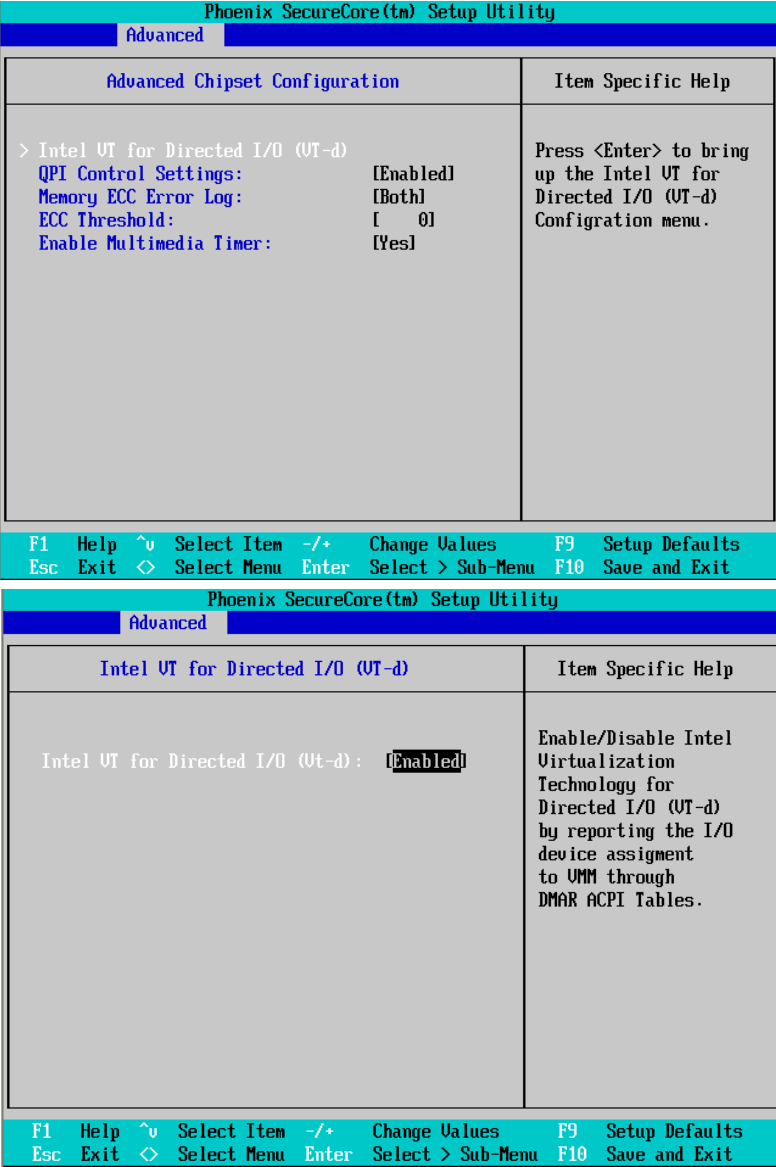 Phoenix SecureCore(tm) Setup Utility
Advanced
Advanced Chipset Configuration
Item Specific Help
> Intel VT for Directed I/O (VT-d)
QPI Control Settings: [Enabled]
Memory ECC Error Log: [Both]
ECC Threshold: [ 0]
Enable Multimedia Timer: [Yes]
Press <Enter> to bring
up the Intel VT for
Directed I/O (VT-d)
Configration menu.
F1 Help ^v Select Item -/+ Change Values F9 Setup Defaults
Esc Exit <> Select Menu Enter Select > Sub-Menu F10 Save and Exit
Phoenix SecureCore(tm) Setup Utility
Advanced
Intel VT for Directed I/O (VT-d)
Item Specific Help
Intel VT for Directed I/O (Vt-d): [Enabled]
Enable/Disable Intel
Virtualization
Technology for
Directed I/O (VT-d)
by reporting the I/O
device assigment
to VMM through
DMAR ACPI Tables.
F1 Help ^v Select Item -/+ Change Values F9 Setup Defaults
Esc Exit <> Select Menu Enter Select > Sub-Menu F10 Save and Exit